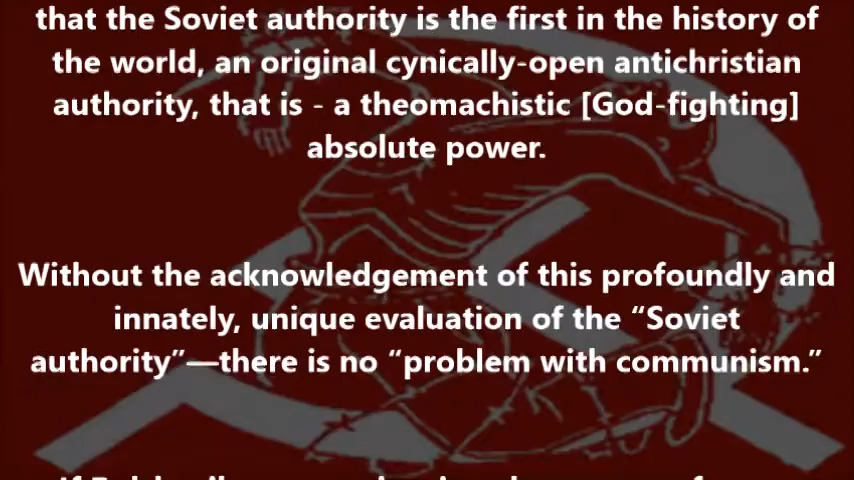 that the Soviet authority is the first in the history of
the world, an original cynically-open antichristian
authority, that is - a theomachistic [God-fighting]
absolute power.
Without the acknowledgement of this profoundly and
innately, unique evaluation of the “Soviet
authority”—there is no “problem with communism.”